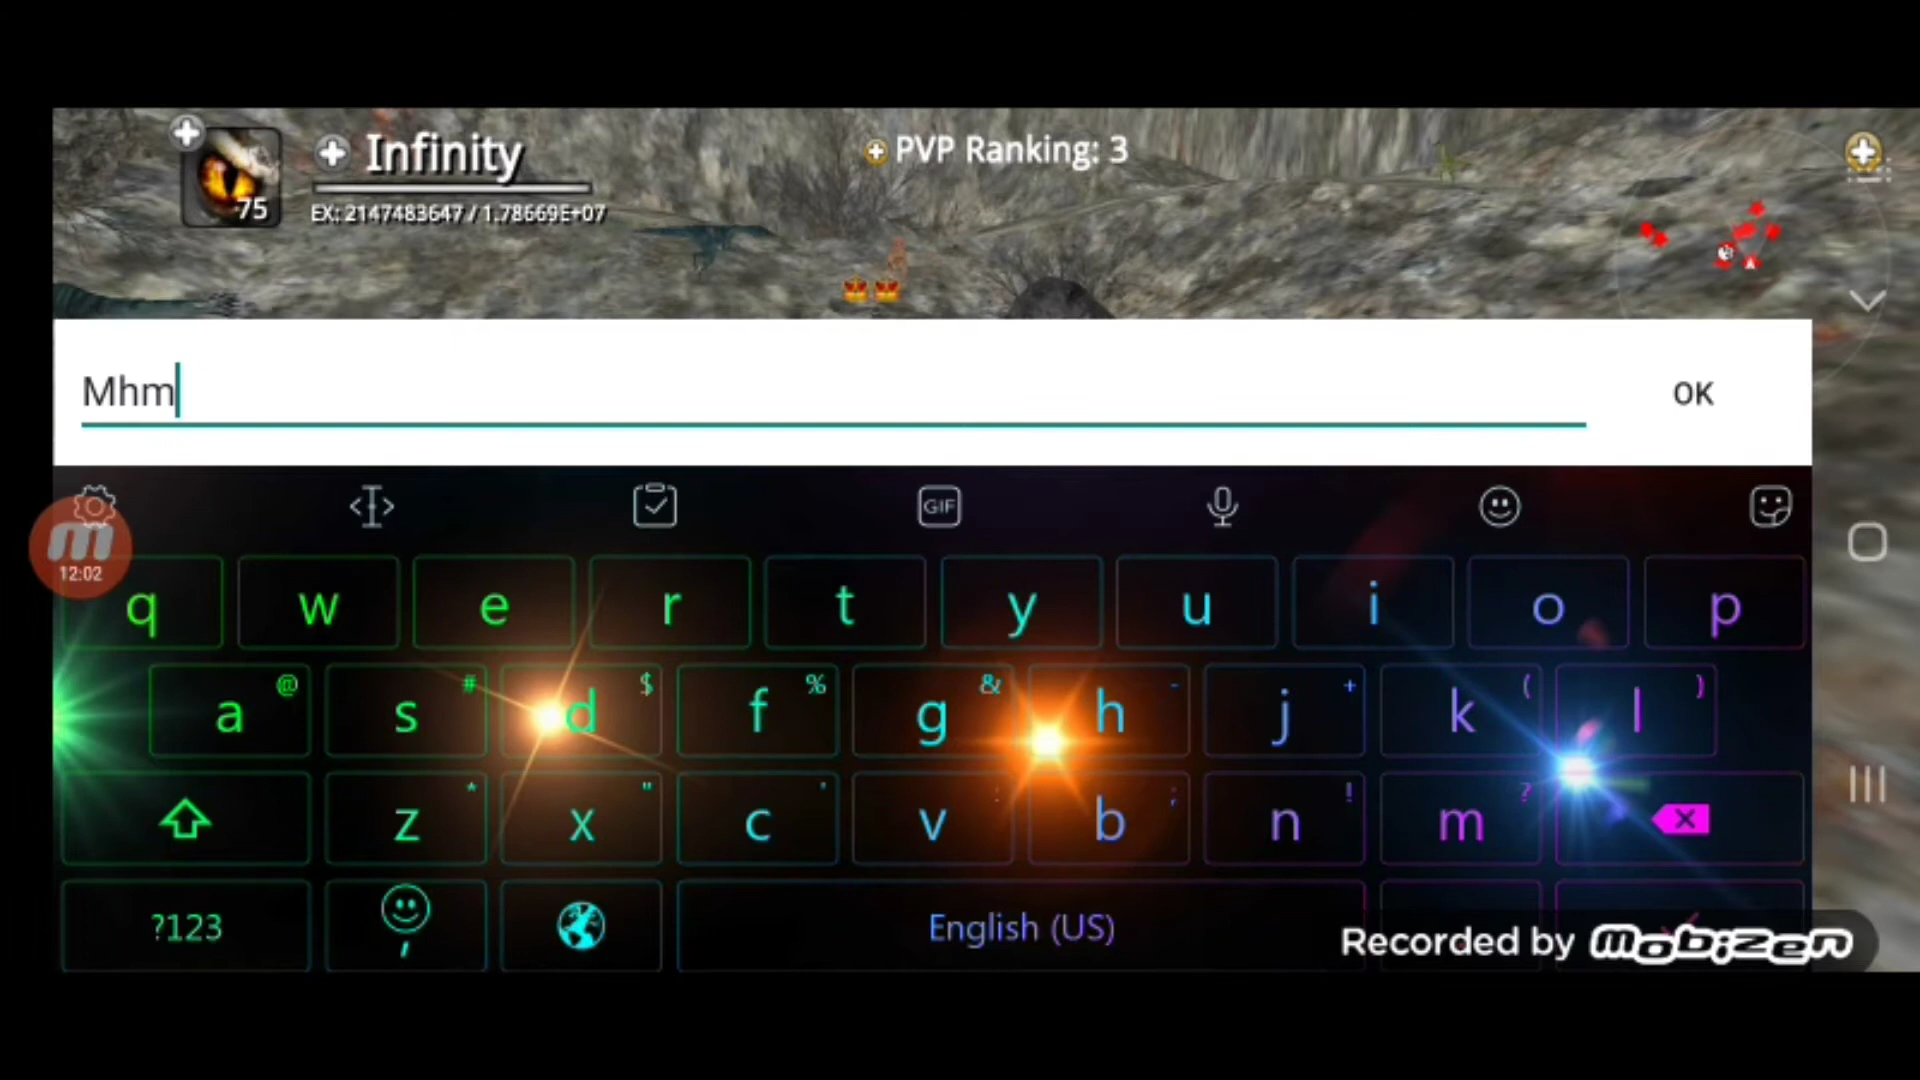 Infinity
PVP Ranking: 3
75
EX: 2147483647 / 1.78669E+07
Mhm
OK
GIF
12:02
q w e r t y u i o p
@ # $ % & - + ( )
a s d f g h j k l
* " ' : ; ! ?
z x c v b n m
?123
,
English (US)
Recorded by Mobizen